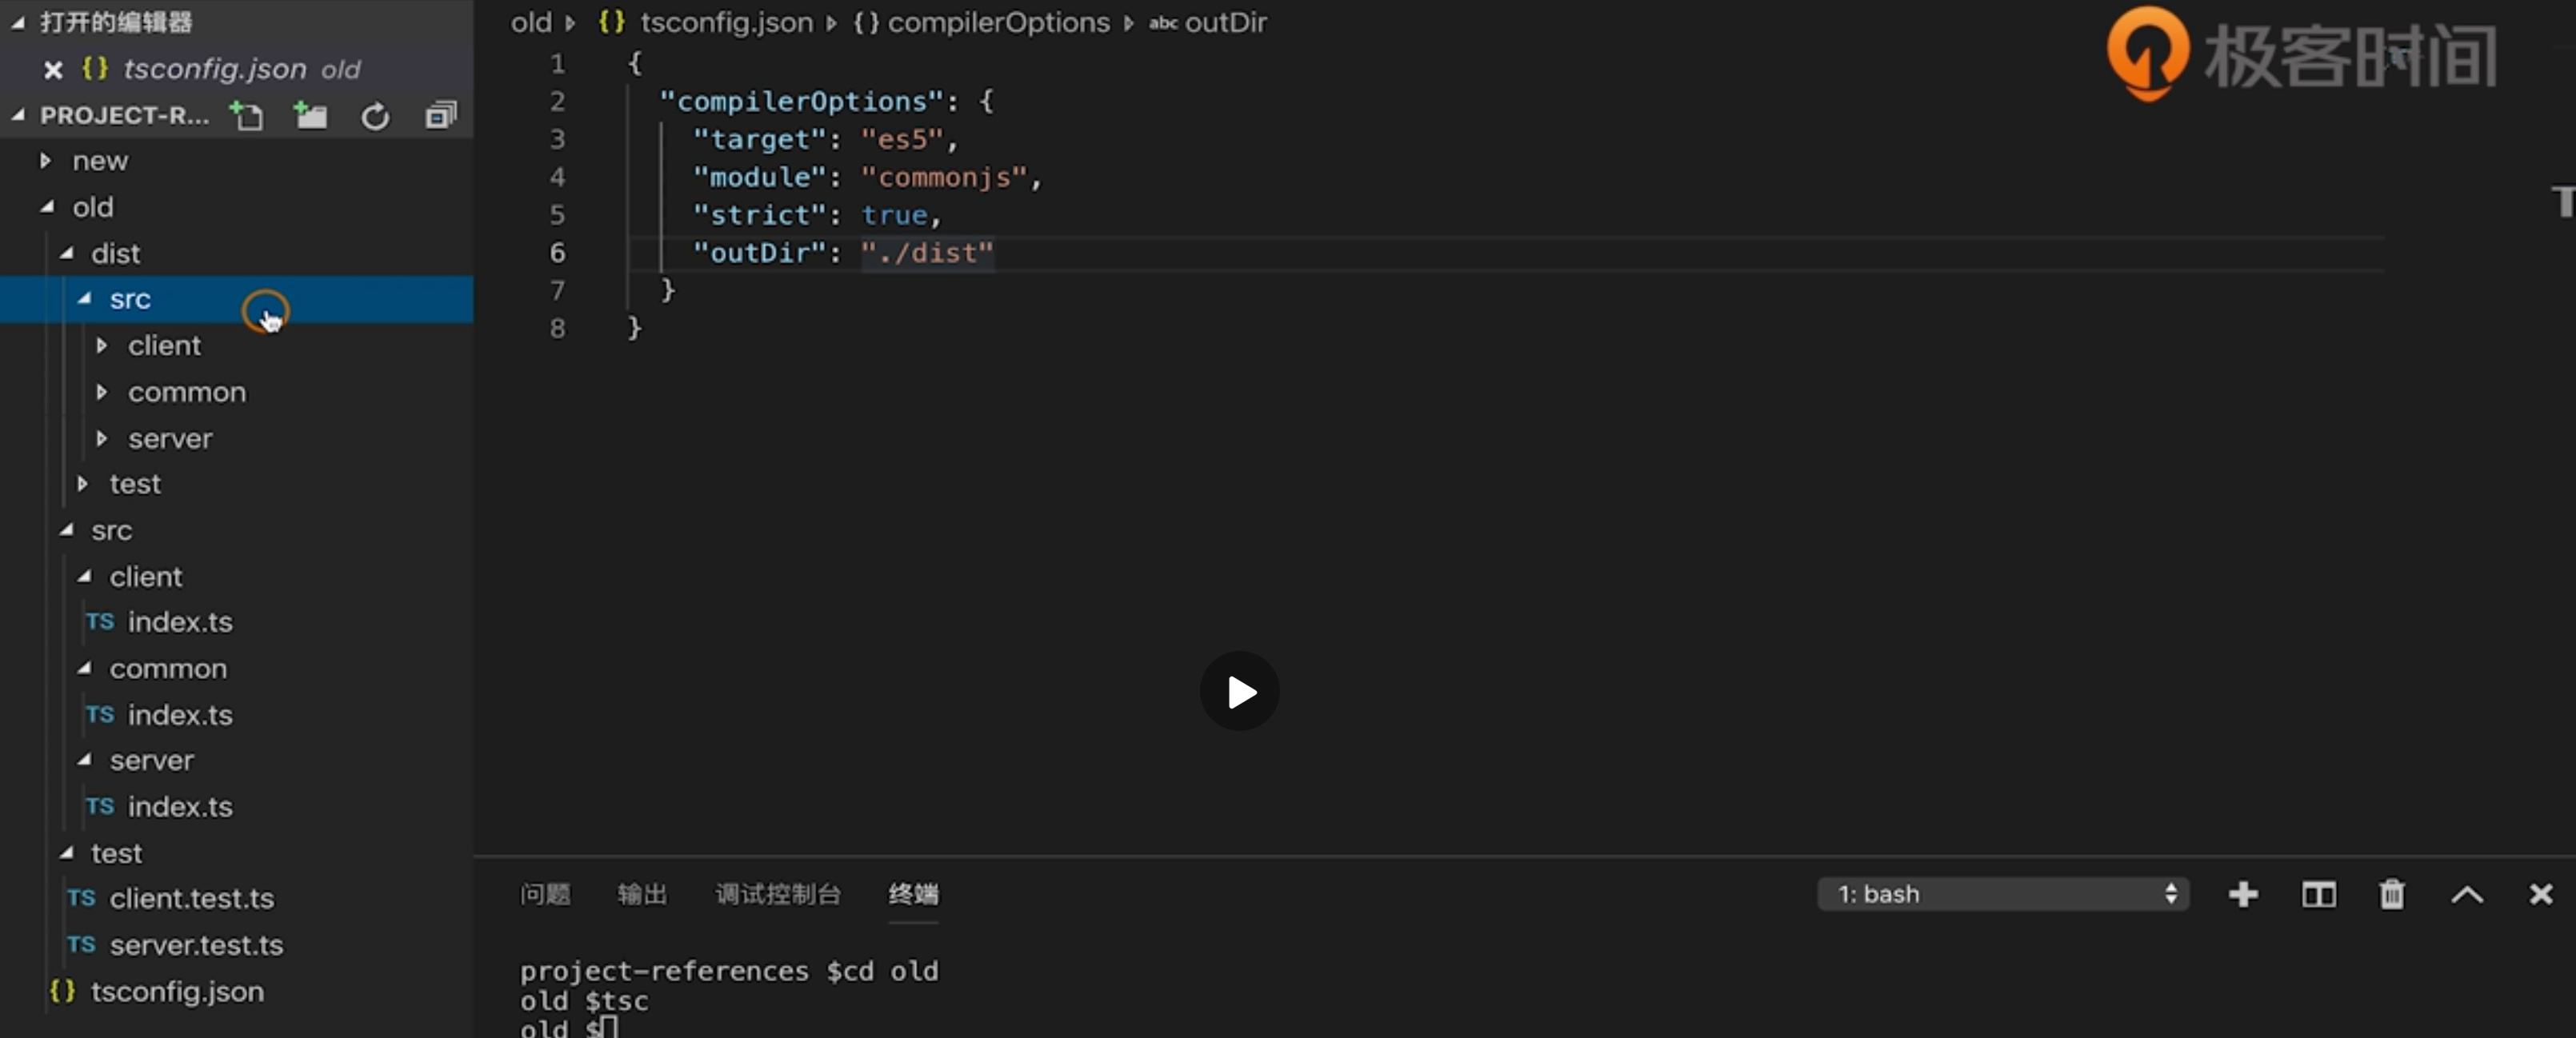 打开的编辑器
tsconfig.json old
PROJECT-R...
new
old
dist
src
client
common
server
test
src
client
TS index.ts
common
TS index.ts
server
TS index.ts
test
TS client.test.ts
TS server.test.ts
{} tsconfig.json
old {} tsconfig.json {} compilerOptions abc outDir
1 {
2 "compilerOptions": {
3 "target": "es5",
4 "module": "commonjs",
5 "strict": true,
6 "outDir": "./dist"
7 }
8 }
极客时间
T
问题 输出 调试控制台 终端
1: bash
project-references $cd old
old $tsc
old $